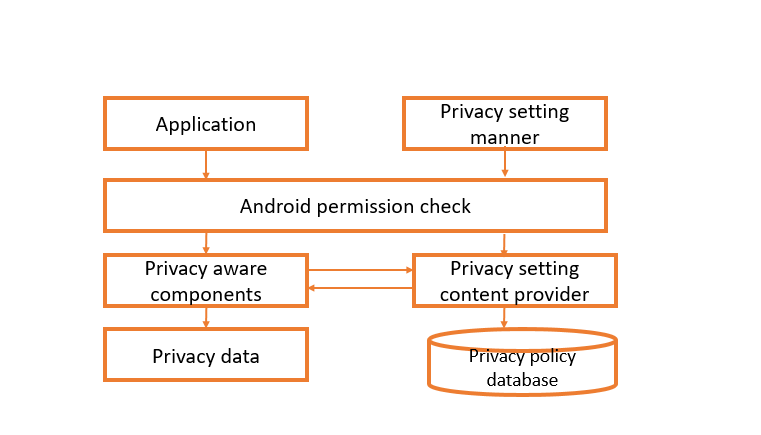 Application
Privacy setting
manner
Android permission check
Privacy aware
components
Privacy setting
content provider
Privacy data
Privacy policy
database